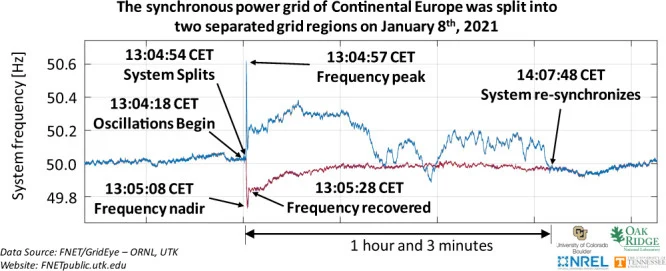 The synchronous power grid of Continental Europe was split into
two separated grid regions on January 8th, 2021
System frequency [Hz]
50.6
50.4
50.2
50.0
49.8
13:04:54 CET
System Splits
13:04:18 CET
Oscillations Begin
13:04:57 CET
Frequency peak
14:07:48 CET
System re-synchronizes
13:05:08 CET
Frequency nadir
13:05:28 CET
Frequency recovered
1 hour and 3 minutes
Data Source: FNET/GridEye – ORNL, UTK
Website: FNETpublic.utk.edu
University of Colorado
Boulder
OAK
RIDGE
National Laboratory
NREL
THE UNIVERSITY OF
TENNESSEE